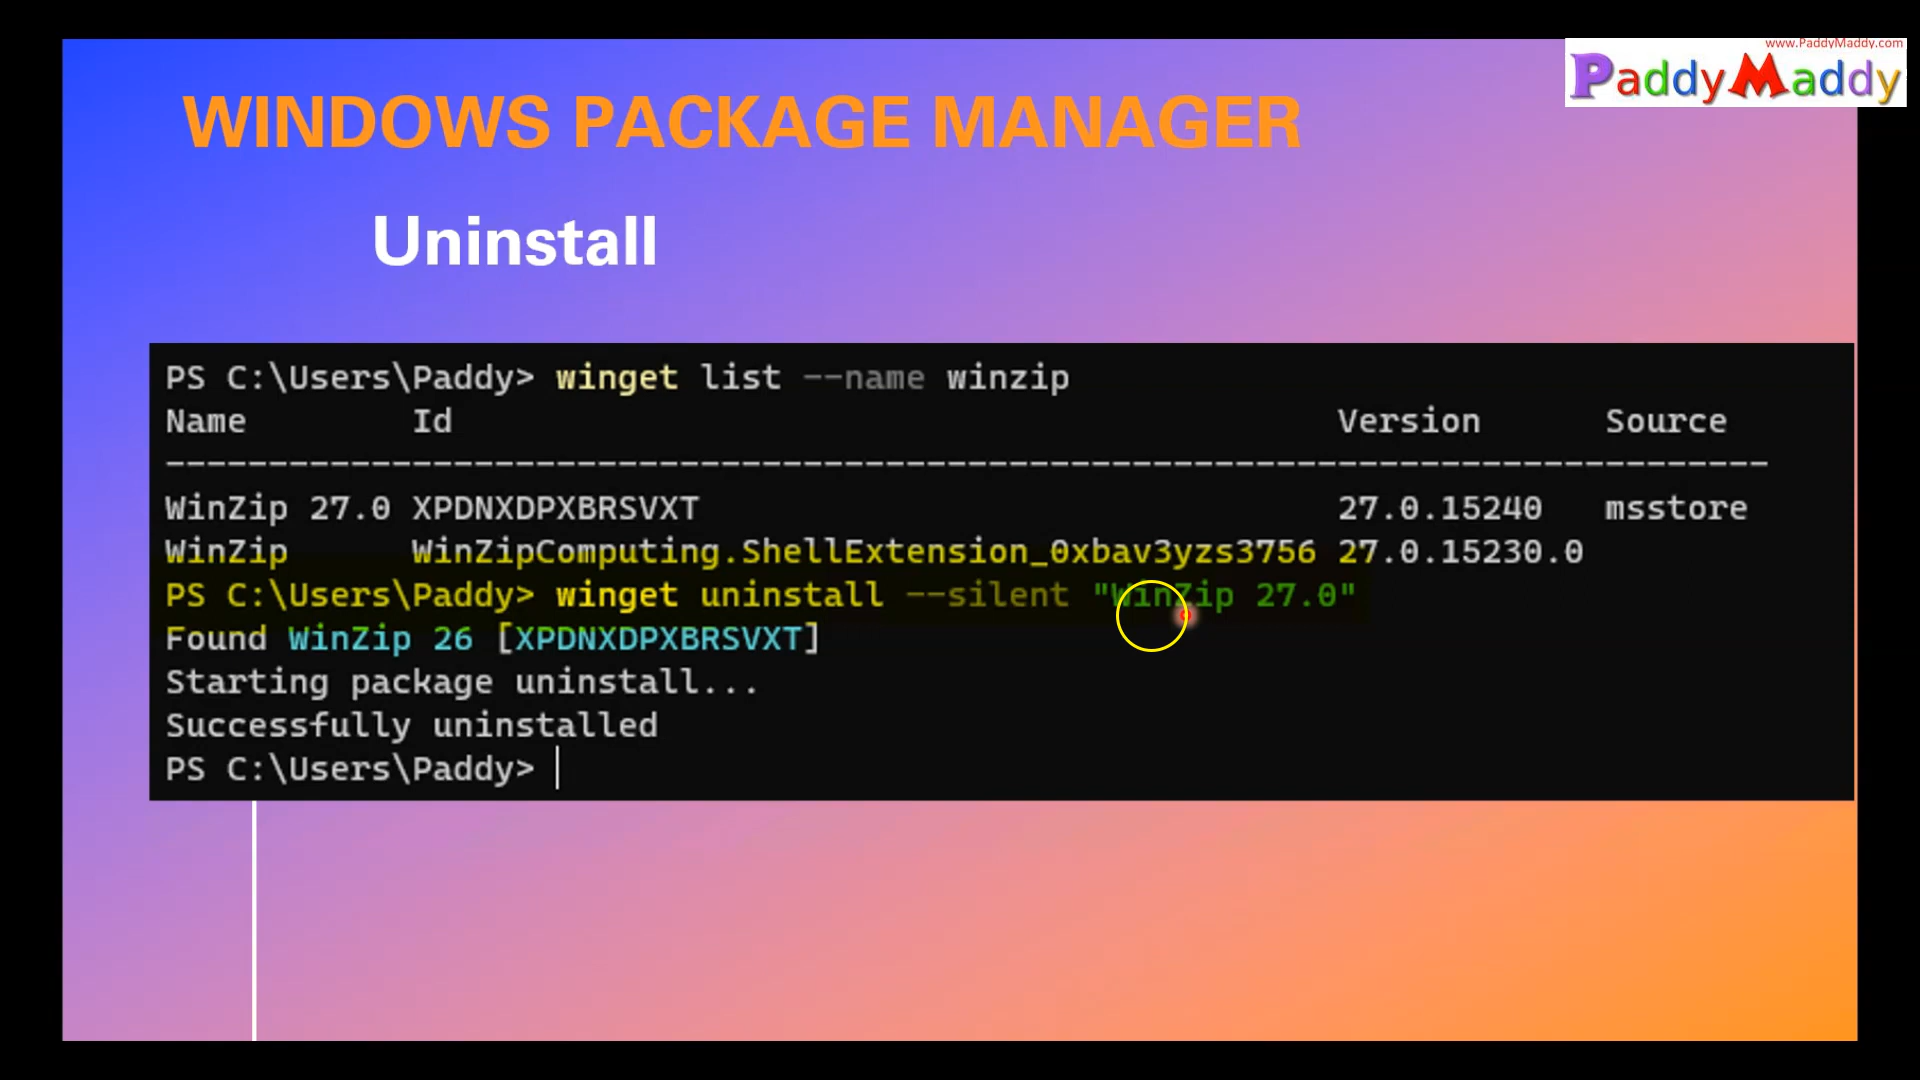 www.PaddyMaddy.com
PaddyMaddy
WINDOWS PACKAGE MANAGER
Uninstall
PS C:\Users\Paddy> winget list --name winzip
Name Id Version Source
--------------------------------------------------------------------------------
WinZip 27.0 XPDNXDPXBRSVXT 27.0.15240 msstore
WinZip WinZipComputing.ShellExtension_0xbav3yzs3756 27.0.15230.0
PS C:\Users\Paddy> winget uninstall --silent "WinZip 27.0"
Found WinZip 26 [XPDNXDPXBRSVXT]
Starting package uninstall...
Successfully uninstalled
PS C:\Users\Paddy>